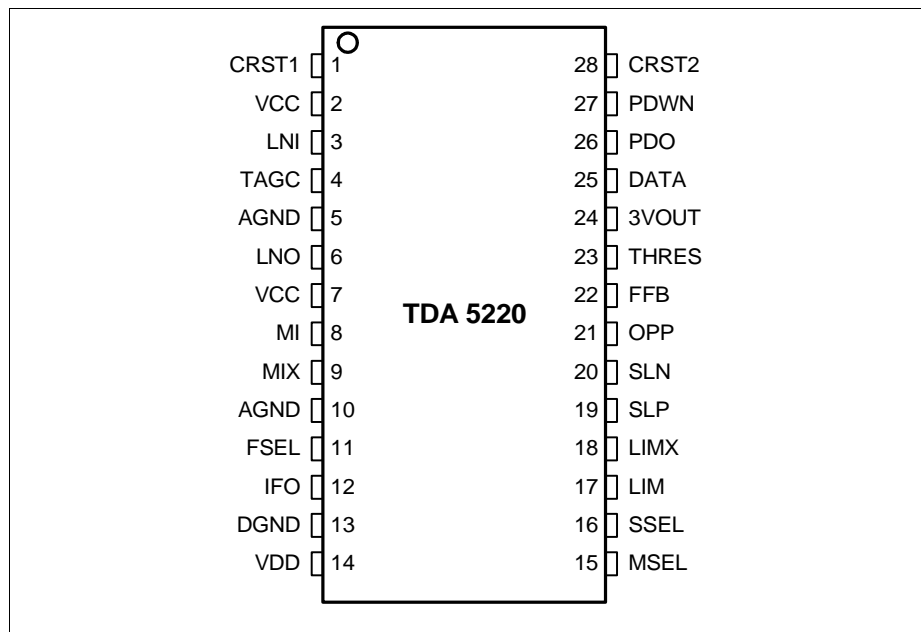 CRST1 1 28 CRST2
VCC 2 27 PDWN
LNI 3 26 PDO
TAGC 4 25 DATA
AGND 5 24 3VOUT
LNO 6 23 THRES
VCC 7 22 FFB
TDA 5220
MI 8 21 OPP
MIX 9 20 SLN
AGND 10 19 SLP
FSEL 11 18 LIMX
IFO 12 17 LIM
DGND 13 16 SSEL
VDD 14 15 MSEL